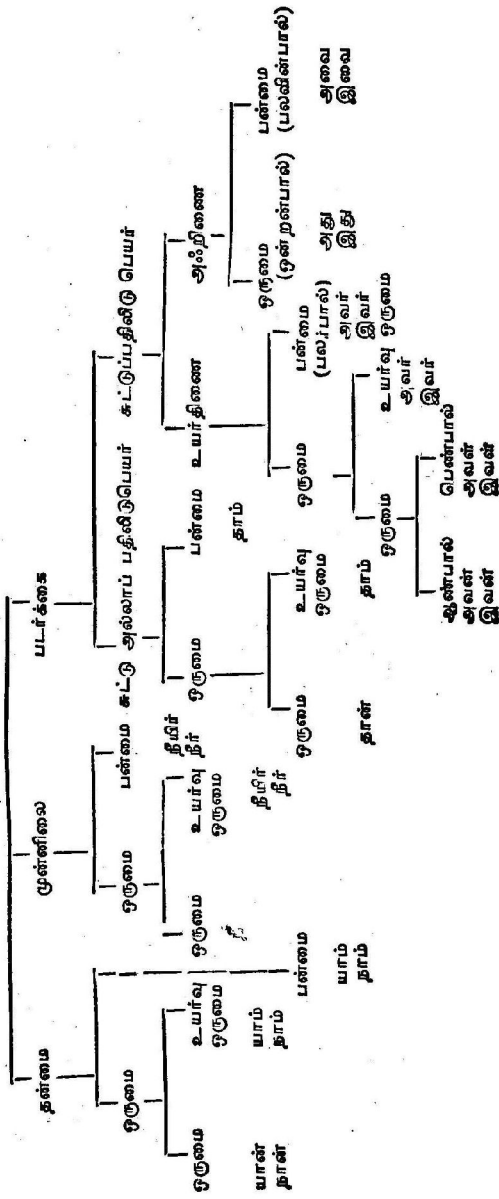 தன்மை முன்னிலை படர்க்கை
ஒருமை ஒருமை பன்மை சுட்டு அல்லாப் பதிலிடுபெயர் சுட்டுப்பதிலிடு பெயர்
நீயிர்
நீர்
ஒருமை உயர்வு ஒருமை உயர்வு ஒருமை பன்மை உயர்திணை அஃறிணை
ஒருமை ஒருமை
யான் யாம் நீ நீயிர் தாம்
தான் தாம் நீர்
பன்மை ஒருமை உயர்வு ஒருமை பன்மை ஒருமை பன்மை
ஒருமை (பலர்பால்) (ஒன்றன்பால்) (பலவின்பால்)
யாம் தான் தாம் அவர் அது அவை
தாம் இவர் இது இவை
ஒருமை உயர்வு ஒருமை
அவர்
இவர்
ஆண்பால் பெண்பால்
அவன் அவள்
இவன் இவள்